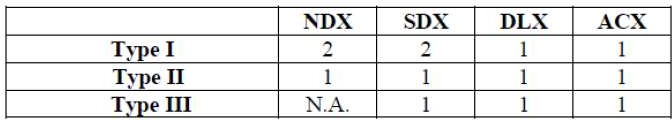 NDX SDX DLX ACX
Type I 2 2 1 1
Type II 1 1 1 1
Type III N.A. 1 1 1